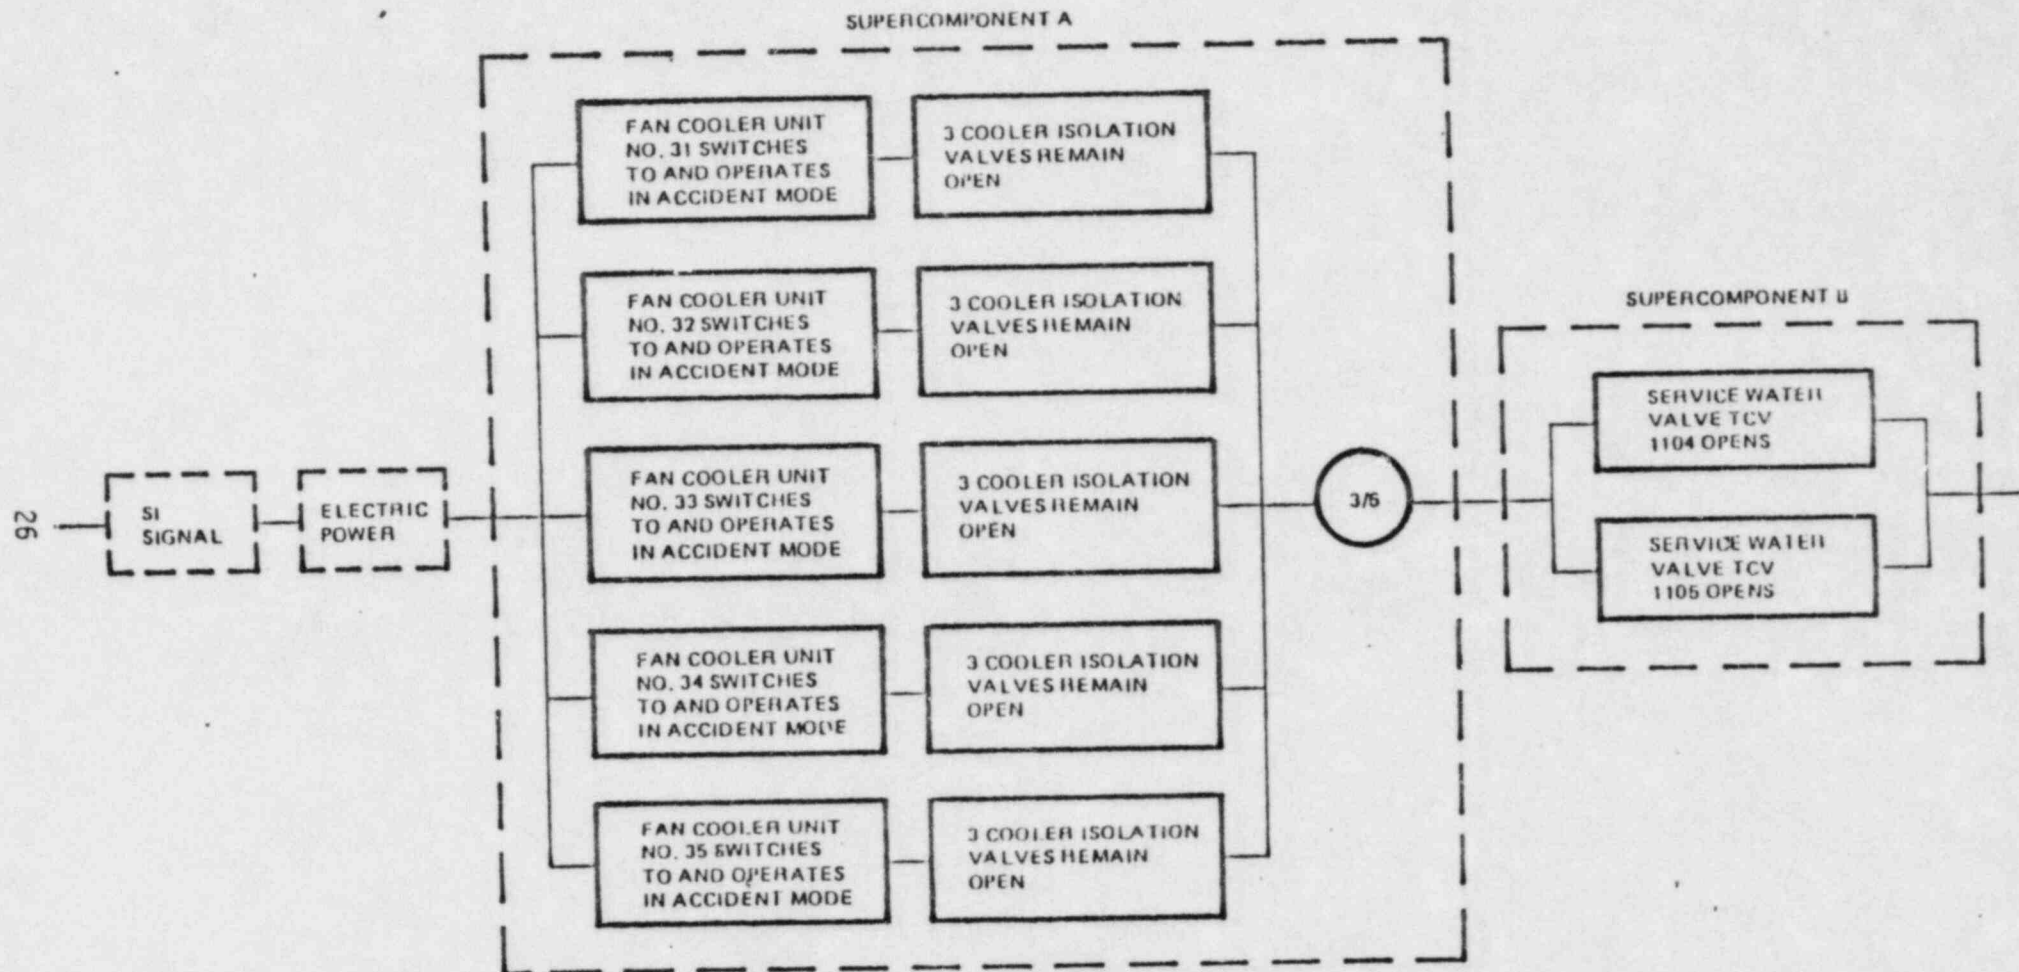 SUPERCOMPONENT A
FAN COOLER UNIT
NO. 31 SWITCHES
TO AND OPERATES
IN ACCIDENT MODE
3 COOLER ISOLATION
VALVES REMAIN
OPEN
FAN COOLER UNIT
NO. 32 SWITCHES
TO AND OPERATES
IN ACCIDENT MODE
3 COOLER ISOLATION
VALVES REMAIN
OPEN
26
SI
SIGNAL
ELECTRIC
POWER
FAN COOLER UNIT
NO. 33 SWITCHES
TO AND OPERATES
IN ACCIDENT MODE
3 COOLER ISOLATION
VALVES REMAIN
OPEN
3/5
FAN COOLER UNIT
NO. 34 SWITCHES
TO AND OPERATES
IN ACCIDENT MODE
3 COOLER ISOLATION
VALVES REMAIN
OPEN
FAN COOLER UNIT
NO. 35 SWITCHES
TO AND OPERATES
IN ACCIDENT MODE
3 COOLER ISOLATION
VALVES REMAIN
OPEN
SUPERCOMPONENT B
SERVICE WATER
VALVE TCV
1104 OPENS
SERVICE WATER
VALVE TCV
1105 OPENS